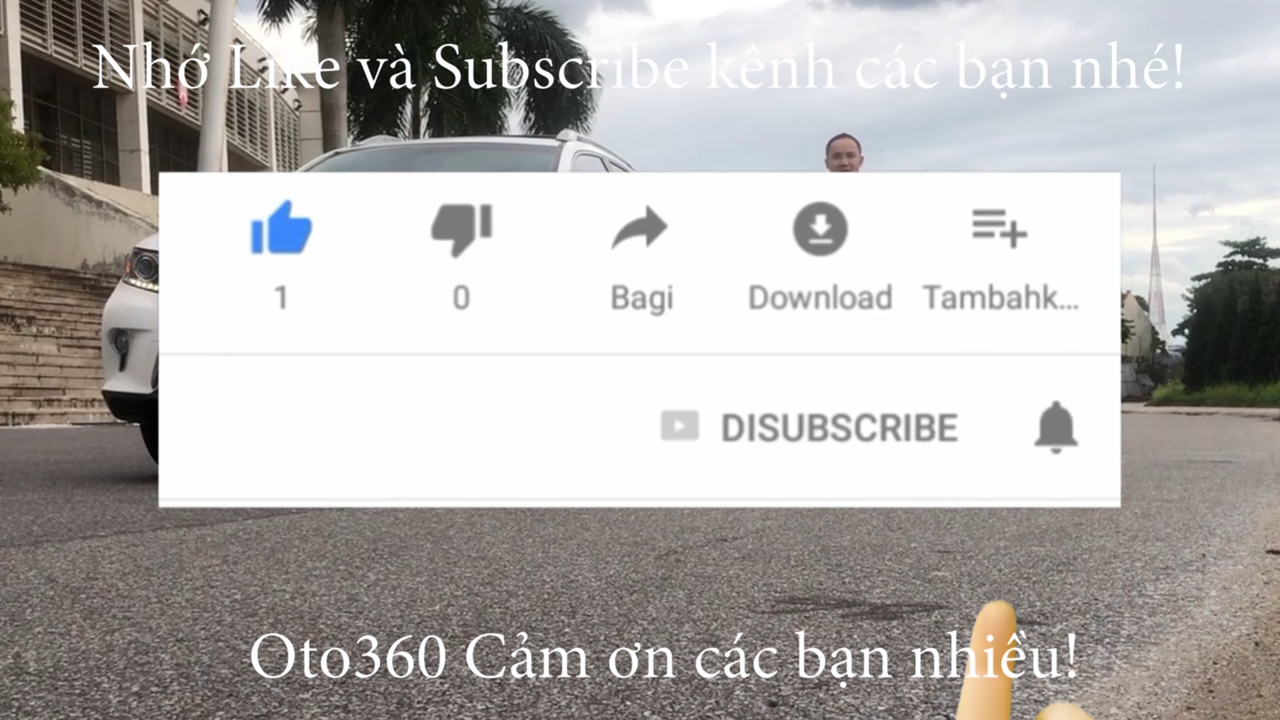 Nhớ Like và Subscribe kênh các bạn nhé!
1 0 Bagi Download Tambahk...
DISUBSCRIBE
Oto360 Cảm ơn các bạn nhiều!